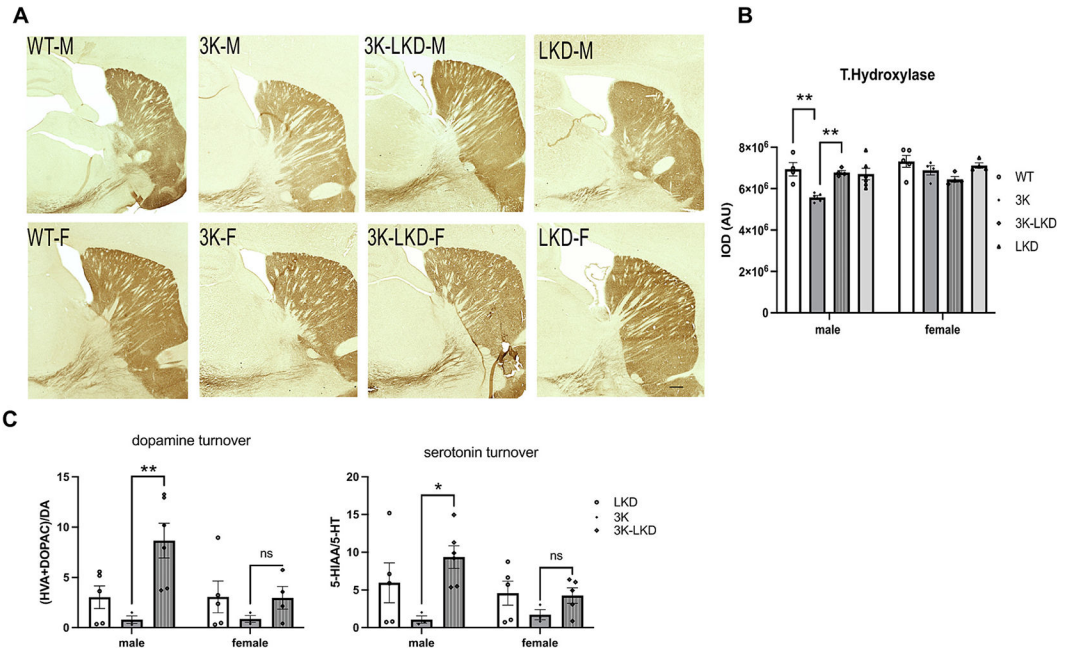 A
WT-M
3K-M
3K-LKD-M
LKD-M
WT-F
3K-F
3K-LKD-F
LKD-F
B
T.Hydroxylase
**
**
8×10⁶
6×10⁶
4×10⁶
2×10⁶
0
IOD (AU)
male
female
WT
3K
3K-LKD
LKD
C
dopamine turnover
**
ns
15
10
5
0
(HVA+DOPAC)/DA
male
female
serotonin turnover
*
ns
20
15
10
5
0
5-HIAA/5-HT
male
female
LKD
3K
3K-LKD